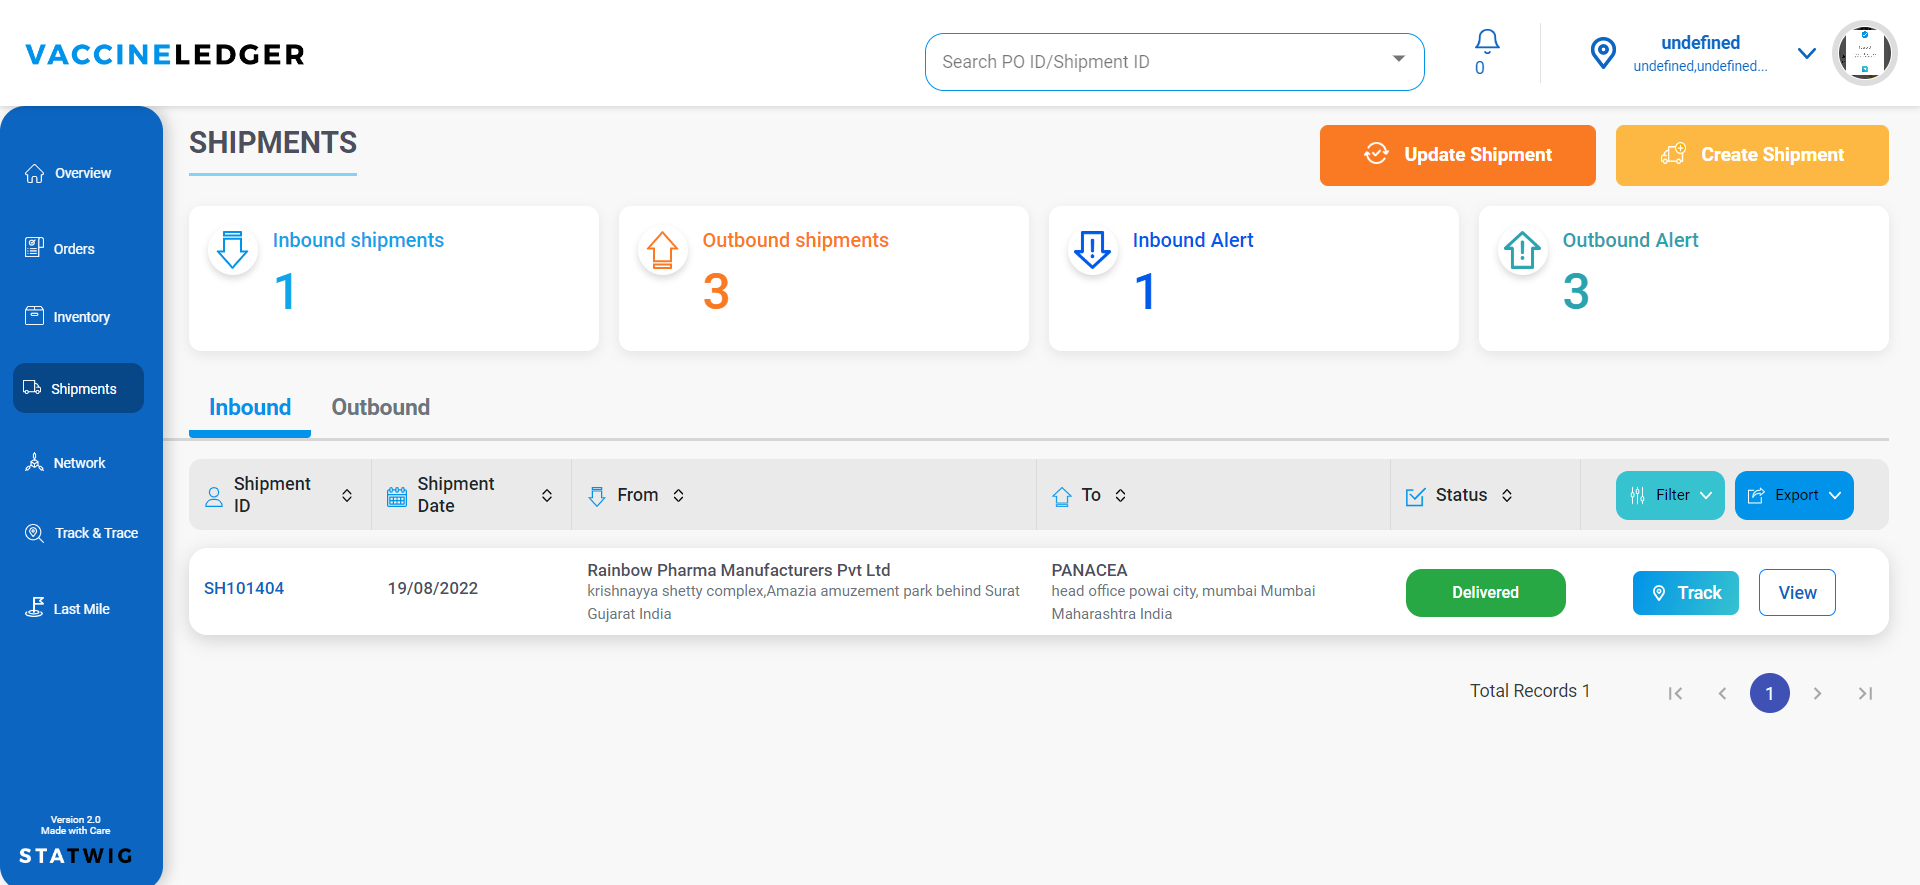 VACCINELEDGER
Search PO ID/Shipment ID
0
undefined
undefined,undefined...
Overview
Orders
Inventory
Shipments
Network
Track & Trace
Last Mile
Version 2.0
Made with Care
STATWIG
SHIPMENTS
Update Shipment
Create Shipment
Inbound shipments
1
Outbound shipments
3
Inbound Alert
1
Outbound Alert
3
Inbound
Outbound
Shipment
ID
Shipment
Date
From
To
Status
Filter
Export
SH101404
19/08/2022
Rainbow Pharma Manufacturers Pvt Ltd
krishnayya shetty complex,Amazia amuzement park behind Surat
Gujarat India
PANACEA
head office powai city, mumbai Mumbai
Maharashtra India
Delivered
Track
View
Total Records 1
1